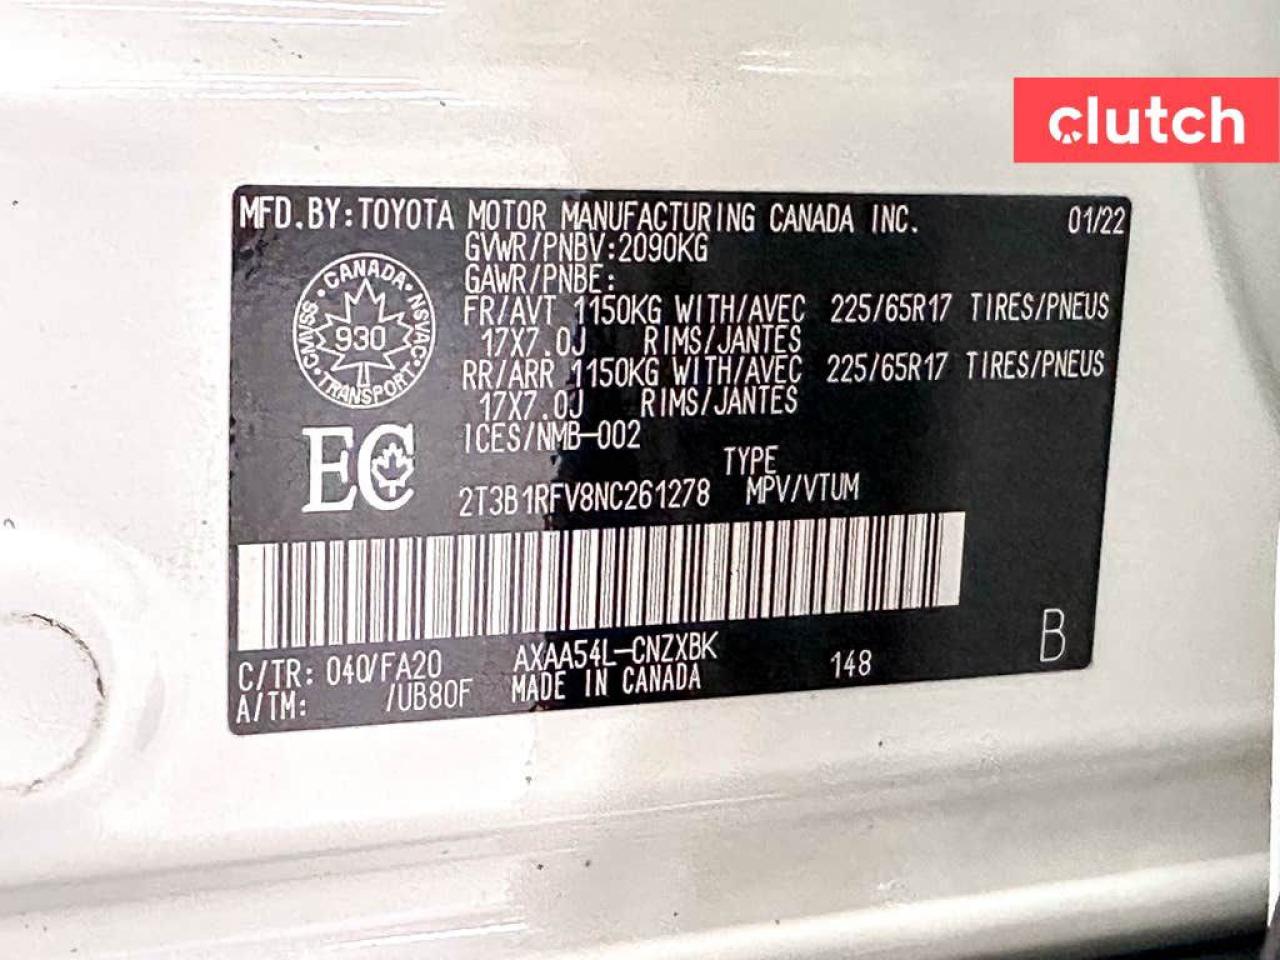 clutch
MFD.BY:TOYOTA MOTOR MANUFACTURING CANADA INC. 01/22
GVWR/PNBV:2090KG
GAWR/PNBE:
FR/AVT 1150KG WITH/AVEC 225/65R17 TIRES/PNEUS
17X7.0J RIMS/JANTES
RR/ARR 1150KG WITH/AVEC 225/65R17 TIRES/PNEUS
17X7.0J RIMS/JANTES
ICES/NMB-002
CANADA
CMVSS 930 NSVAC
TRANSPORT
EC
TYPE
2T3B1RFV8NC261278 MPV/VTUM
C/TR: 040/FA20 AXAA54L-CNZXBK 148 B
A/TM: /UB80F MADE IN CANADA